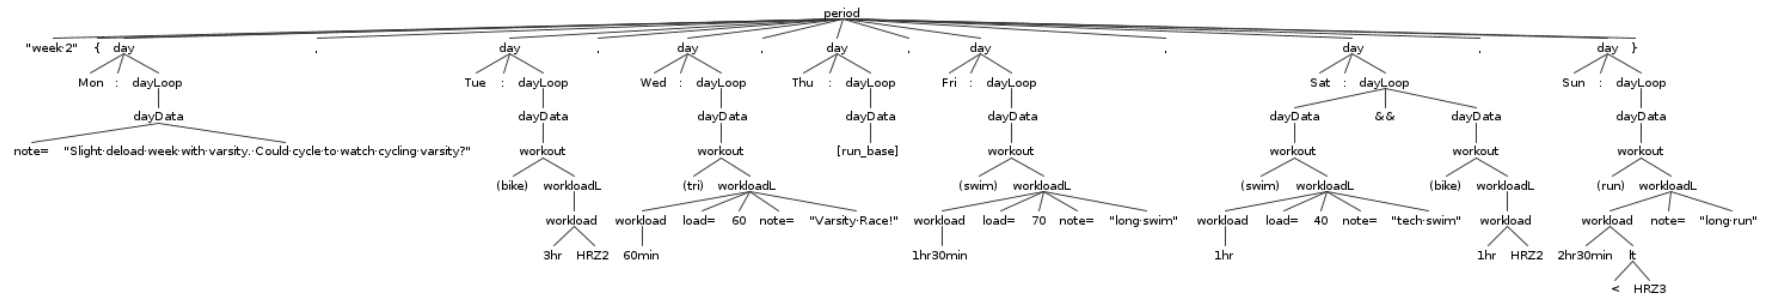 period
"week·2" { day , day , day , day , day , day , day }
Mon : dayLoop Tue : dayLoop Wed : dayLoop Thu : dayLoop Fri : dayLoop Sat : dayLoop Sun : dayLoop
dayData dayData dayData dayData dayData dayData && dayData dayData
note= "Slight·deload·week·with·varsity.·Could·cycle·to·watch·cycling·varsity?" workout workout [run_base] workout workout workout workout
(bike) workloadL (tri) workloadL (swim) workloadL (swim) workloadL (bike) workloadL (run) workloadL
workload workload load= 60 note= "Varsity·Race!" workload load= 70 note= "long·swim" workload load= 40 note= "tech·swim" workload workload note= "long·run"
3hr HRZ2 60min 1hr30min 1hr 1hr HRZ2 2hr30min lt
< HRZ3